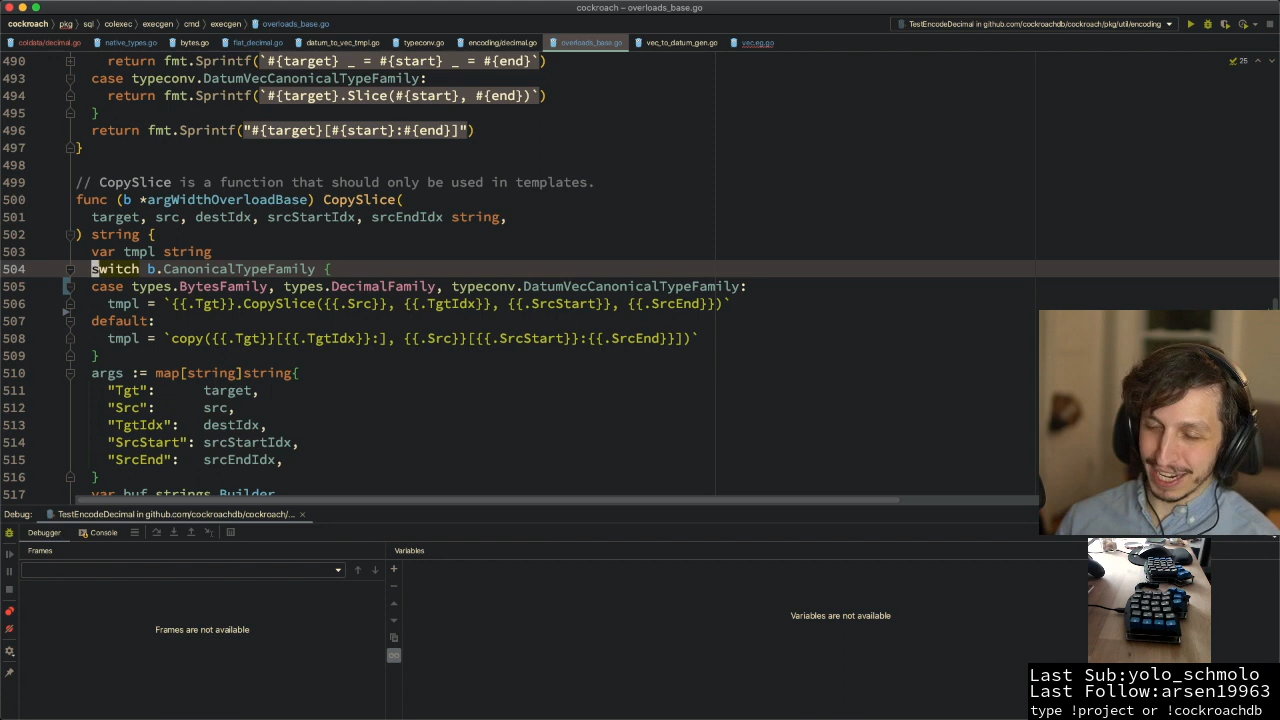 cockroach – overloads_base.go
cockroach pkg sql colexec execgen cmd execgen overloads_base.go TestEncodeDecimal in github.com/cockroachdb/cockroach/pkg/util/encoding
coldata/decimal.go native_types.go bytes.go flat_decimal.go datum_to_vec_tmpl.go typeconv.go encoding/decimal.go overloads_base.go vec_to_datum_gen.go vec.eg.go
490 return fmt.Sprintf(`#{target} _ = #{start} _ = #{end}`) 25
493 case typeconv.DatumVecCanonicalTypeFamily:
494 return fmt.Sprintf(`#{target}.Slice(#{start}, #{end})`)
495 }
496 return fmt.Sprintf("#{target}[#{start}:#{end}]")
497 }
498
499 // CopySlice is a function that should only be used in templates.
500 func (b *argWidthOverloadBase) CopySlice(
501 target, src, destIdx, srcStartIdx, srcEndIdx string,
502 ) string {
503 var tmpl string
504 switch b.CanonicalTypeFamily {
505 case types.BytesFamily, types.DecimalFamily, typeconv.DatumVecCanonicalTypeFamily:
506 tmpl = `{{.Tgt}}.CopySlice({{.Src}}, {{.TgtIdx}}, {{.SrcStart}}, {{.SrcEnd}})`
507 default:
508 tmpl = `copy({{.Tgt}}[{{.TgtIdx}}:], {{.Src}}[{{.SrcStart}}:{{.SrcEnd}}])`
509 }
510 args := map[string]string{
511 "Tgt": target,
512 "Src": src,
513 "TgtIdx": destIdx,
514 "SrcStart": srcStartIdx,
515 "SrcEnd": srcEndIdx,
516 }
517 var buf strings.Builder
Debug: TestEncodeDecimal in github.com/cockroachdb/cockroach/...
Debugger Console
Frames Variables
Frames are not available
Variables are not available
Last Sub:yolo_schmolo
Last Follow:arsen19963
type !project or !cockroachdb